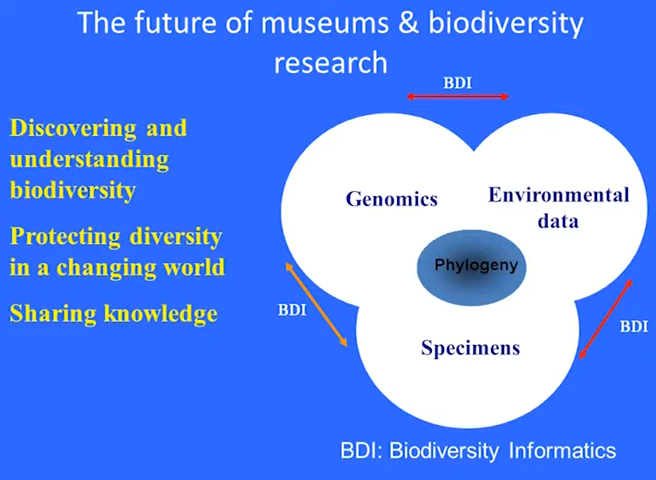 The future of museums & biodiversity
research
Discovering and
understanding
biodiversity
Protecting diversity
in a changing world
Sharing knowledge
BDI
Genomics
Environmental
data
Phylogeny
BDI
BDI
Specimens
BDI: Biodiversity Informatics